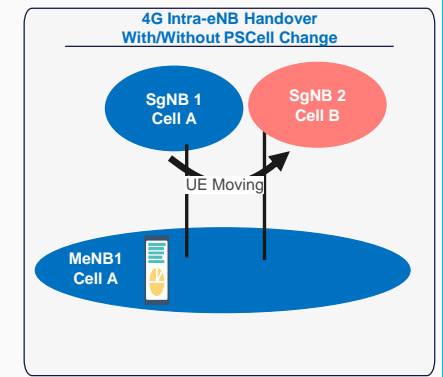 4G Intra-eNB Handover
With/Without PSCell Change
SgNB 1
Cell A
SgNB 2
Cell B
UE Moving
MeNB1
Cell A